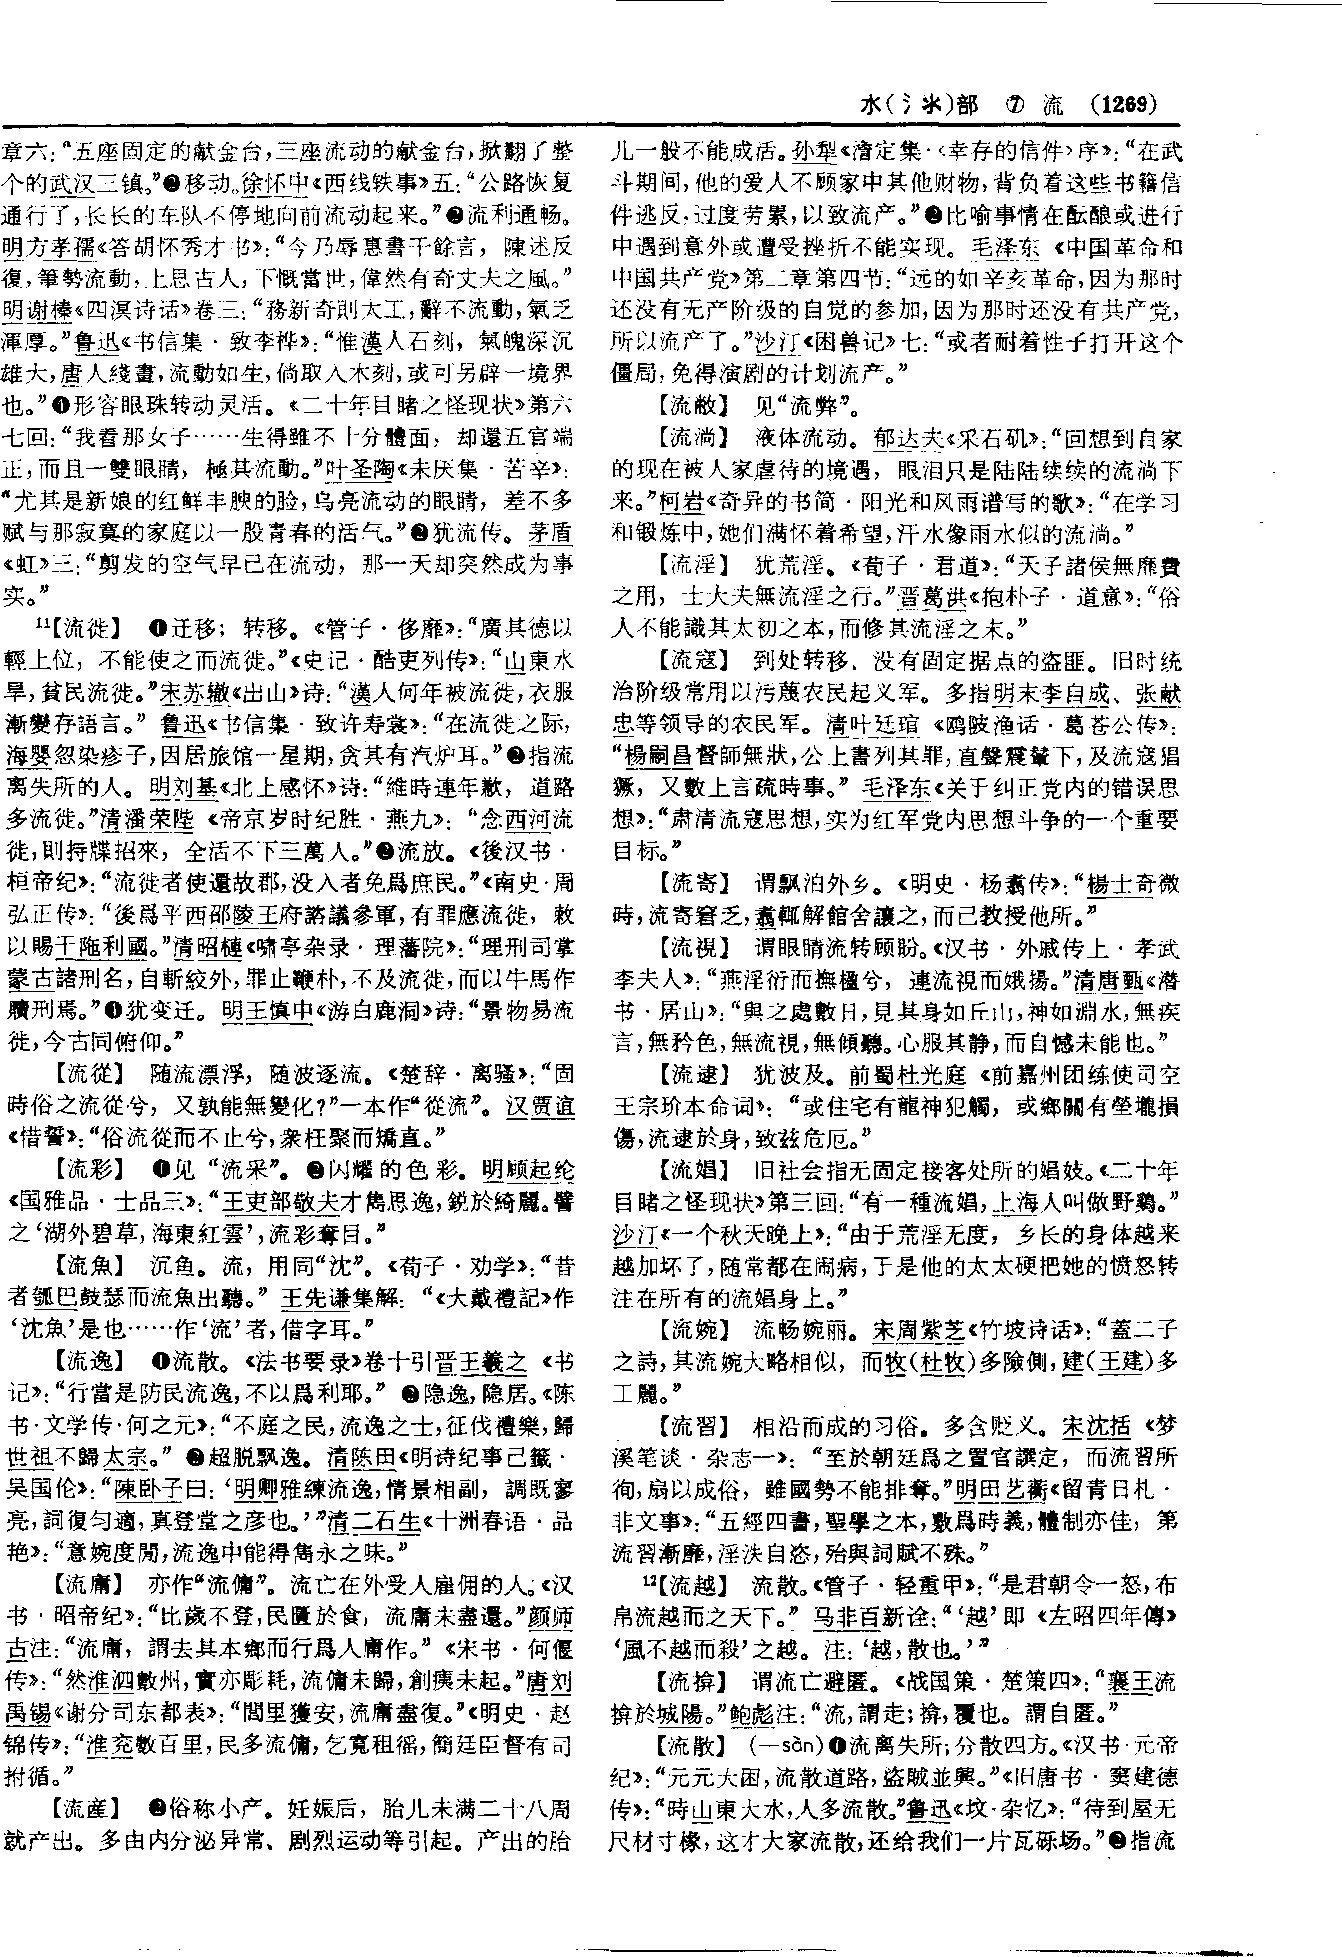 水(氵氺)部 ⑦ 流 (1269)
章六：“五座固定的献金台，三座流动的献金台，掀翻了整
个的武汉三镇。”❷移动。徐怀中《西线轶事》五：“公路恢复
通行了，长长的车队不停地向前流动起来。”❸流利通畅。
明方孝孺《答胡怀秀才书》：“今乃辱惠書千餘言，陳述反
復，筆勢流動，上思古人，下慨當世，偉然有奇丈夫之風。”
明谢榛《四溟诗话》卷三：“務新奇則太工，辭不流動，氣乏
渾厚。”鲁迅《书信集·致李桦》：“惟漢人石刻，氣魄深沉
雄大，唐人綫畫，流動如生，倘取入木刻，或可另辟一境界
也。”❹形容眼珠转动灵活。《二十年目睹之怪现状》第六
七回：“我看那女子……生得雖不十分體面，却還五官端
正，而且一雙眼睛，極其流動。”叶圣陶《未厌集·苦辛》：
“尤其是新娘的红鲜丰腴的脸，乌亮流动的眼睛，差不多
赋与那寂寞的家庭以一股青春的活气。”❺犹流传。茅盾
《虹》三：“剪发的空气早已在流动，那一天却突然成为事
实。”
11【流徙】 ❶迁移；转移。《管子·侈靡》：“廣其德以
輕上位，不能使之而流徙。”《史记·酷吏列传》：“山東水
旱，貧民流徙。”宋苏辙《出山》诗：“漢人何年被流徙，衣服
漸變存語言。” 鲁迅《书信集·致许寿裳》：“在流徙之际，
海婴忽染疹子，因居旅馆一星期，贪其有汽炉耳。”❷指流
离失所的人。明刘基《北上感怀》诗：“維時連年歉，道路
多流徙。”清潘荣陛《帝京岁时纪胜·燕九》：“念西河流
徙，則持牒招來，全活不下三萬人。”❸流放。《後汉书·
桓帝纪》：“流徙者使還故郡，没入者免爲庶民。”《南史·周
弘正传》：“後爲平西邵陵王府諮議參軍，有罪應流徙，敕
以賜干陁利國。”清昭梿《啸亭杂录·理藩院》：“理刑司掌
蒙古諸刑名，自斬絞外，罪止鞭朴，不及流徙，而以牛馬作
贖刑焉。”❹犹变迁。明王慎中《游白鹿洞》诗：“景物易流
徙，今古同俯仰。”
【流從】 随流漂浮，随波逐流。《楚辞·离骚》：“固
時俗之流從兮，又孰能無變化？”一本作“從流”。汉贾谊
《惜誓》：“俗流從而不止兮，衆枉聚而矯直。”
【流彩】 ❶见“流采”。❷闪耀的色彩。明顾起纶
《国雅品·士品三》：“王吏部敬夫才雋思逸，鋭於綺麗。譬
之‘湖外碧草，海東紅雲’，流彩奪目。”
【流魚】 沉鱼。流，用同“沈”。《荀子·劝学》：“昔
者瓠巴鼓瑟而流魚出聽。” 王先谦集解：“《大戴禮記》作
‘沈魚’是也……作‘流’者，借字耳。”
【流逸】 ❶流散。《法书要录》卷十引晋王羲之《书
记》：“行當是防民流逸，不以爲利耶。” ❷隐逸，隐居。《陈
书·文学传·何之元》：“不庭之民，流逸之士，征伐禮樂，歸
世祖不歸太宗。” ❸超脱飘逸。清陈田《明诗纪事己籤·
吴国伦》：“陳卧子曰：‘明卿雅練流逸，情景相副，調既寥
亮，詞復匀適，真登堂之彦也。’”清二石生《十洲春语·品
艳》：“意婉度閒，流逸中能得雋永之味。”
【流庸】 亦作“流傭”。流亡在外受人雇佣的人。《汉
书·昭帝纪》：“比歲不登，民匱於食，流庸未盡還。”颜师
古注：“流庸，謂去其本鄉而行爲人庸作。” 《宋书·何偃
传》：“然淮泗數州，實亦彫耗，流傭未歸，創痍未起。”唐刘
禹锡《谢分司东都表》：“閭里獲安，流庸盡復。”《明史·赵
锦传》：“淮兖數百里，民多流傭，乞寬租徭，簡廷臣督有司
拊循。”
【流産】 ❶俗称小产。妊娠后，胎儿未满二十八周
就产出。多由内分泌异常、剧烈运动等引起。产出的胎
儿一般不能成活。孙犁《澹定集·〈幸存的信件〉序》：“在武
斗期间，他的爱人不顾家中其他财物，背负着这些书籍信
件逃反，过度劳累，以致流产。”❷比喻事情在酝酿或进行
中遇到意外或遭受挫折不能实现。毛泽东《中国革命和
中国共产党》第二章第四节：“远的如辛亥革命，因为那时
还没有无产阶级的自觉的参加，因为那时还没有共产党，
所以流产了。”沙汀《困兽记》七：“或者耐着性子打开这个
僵局，免得演剧的计划流产。”
【流敝】 见“流弊”。
【流淌】 液体流动。郁达夫《采石矶》：“回想到自家
的现在被人家虐待的境遇，眼泪只是陆陆续续的流淌下
来。”柯岩《奇异的书简·阳光和风雨谱写的歌》：“在学习
和锻炼中，她们满怀着希望，汗水像雨水似的流淌。”
【流淫】 犹荒淫。《荀子·君道》：“天子諸侯無靡費
之用，士大夫無流淫之行。”晋葛洪《抱朴子·道意》：“俗
人不能識其太初之本，而修其流淫之末。”
【流寇】 到处转移、没有固定据点的盗匪。旧时统
治阶级常用以污蔑农民起义军。多指明末李自成、张献
忠等领导的农民军。清叶廷琯《鸥陂渔话·葛苍公传》：
“楊嗣昌督師無狀，公上書列其罪，直聲震輦下，及流寇猖
獗，又數上言疏時事。” 毛泽东《关于纠正党内的错误思
想》：“肃清流寇思想，实为红军党内思想斗争的一个重要
目标。”
【流寄】 谓飘泊外乡。《明史·杨翥传》：“楊士奇微
時，流寄窘乏，翥輒解館舍讓之，而己教授他所。”
【流視】 谓眼睛流转顾盼。《汉书·外戚传上·孝武
李夫人》：“燕淫衍而撫楹兮，連流視而娥揚。”清唐甄《潜
书·居山》：“與之處數日，見其身如丘山，神如淵水，無疾
言，無矜色，無流視，無傾聽。心服其静，而自憾未能也。”
【流逮】 犹波及。前蜀杜光庭《前嘉州团练使司空
王宗玠本命词》：“或住宅有龍神犯觸，或鄉關有塋壠損
傷，流逮於身，致兹危厄。”
【流娼】 旧社会指无固定接客处所的娼妓。《二十年
目睹之怪现状》第三回：“有一種流娼，上海人叫做野鷄。”
沙汀《一个秋天晚上》：“由于荒淫无度，乡长的身体越来
越加坏了，随常都在闹病，于是他的太太硬把她的愤怒转
注在所有的流娼身上。”
【流婉】 流畅婉丽。宋周紫芝《竹坡诗话》：“蓋二子
之詩，其流婉大略相似，而牧（杜牧）多險側，建（王建）多
工麗。”
【流習】 相沿而成的习俗。多含贬义。宋沈括《梦
溪笔谈·杂志一》：“至於朝廷爲之置官譔定，而流習所
徇，扇以成俗，雖國勢不能排奪。”明田艺蘅《留青日札·
非文事》：“五經四書，聖學之本，敷爲時義，體制亦佳，第
流習漸靡，淫泆自恣，殆與詞賦不殊。”
12【流越】 流散。《管子·轻重甲》：“是君朝令一怒，布
帛流越而之天下。” 马非百新诠：“‘越’即《左昭四年傳》
‘風不越而殺’之越。注：‘越，散也。’”
【流揜】 谓流亡避匿。《战国策·楚策四》：“襄王流
揜於城陽。”鲍彪注：“流，謂走；揜，覆也。謂自匿。”
【流散】 (—sàn)❶流离失所；分散四方。《汉书·元帝
纪》：“元元大困，流散道路，盗賊並興。”《旧唐书·窦建德
传》：“時山東大水，人多流散。”鲁迅《坟·杂忆》：“待到屋无
尺材寸椽，这才大家流散，还给我们一片瓦砾场。”❷指流